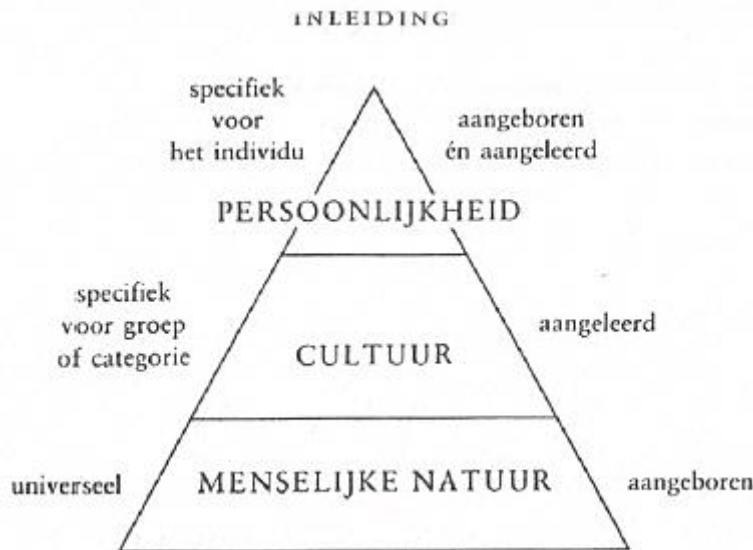 INLEIDING
specifiek
voor
het individu
aangeboren
én aangeleerd
PERSOONLIJKHEID
specifiek
voor groep
of categorie
CULTUUR
aangeleerd
universeel
MENSELIJKE NATUUR
aangeboren